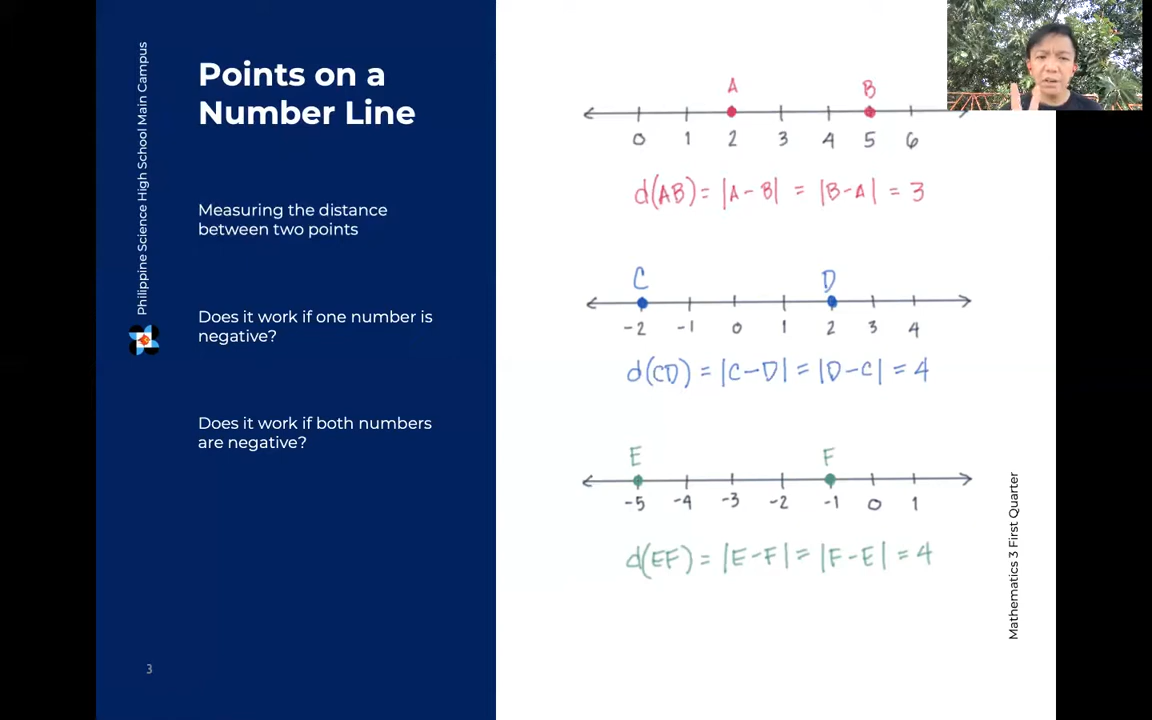 Philippine Science High School Main Campus
Points on a
Number Line
Measuring the distance
between two points
Does it work if one number is
negative?
Does it work if both numbers
are negative?
3
A B
0 1 2 3 4 5 6
d(AB) = |A - B| = |B - A| = 3
C D
-2 -1 0 1 2 3 4
d(CD) = |C - D| = |D - C| = 4
E F
-5 -4 -3 -2 -1 0 1
d(EF) = |E - F| = |F - E| = 4
Mathematics 3 First Quarter